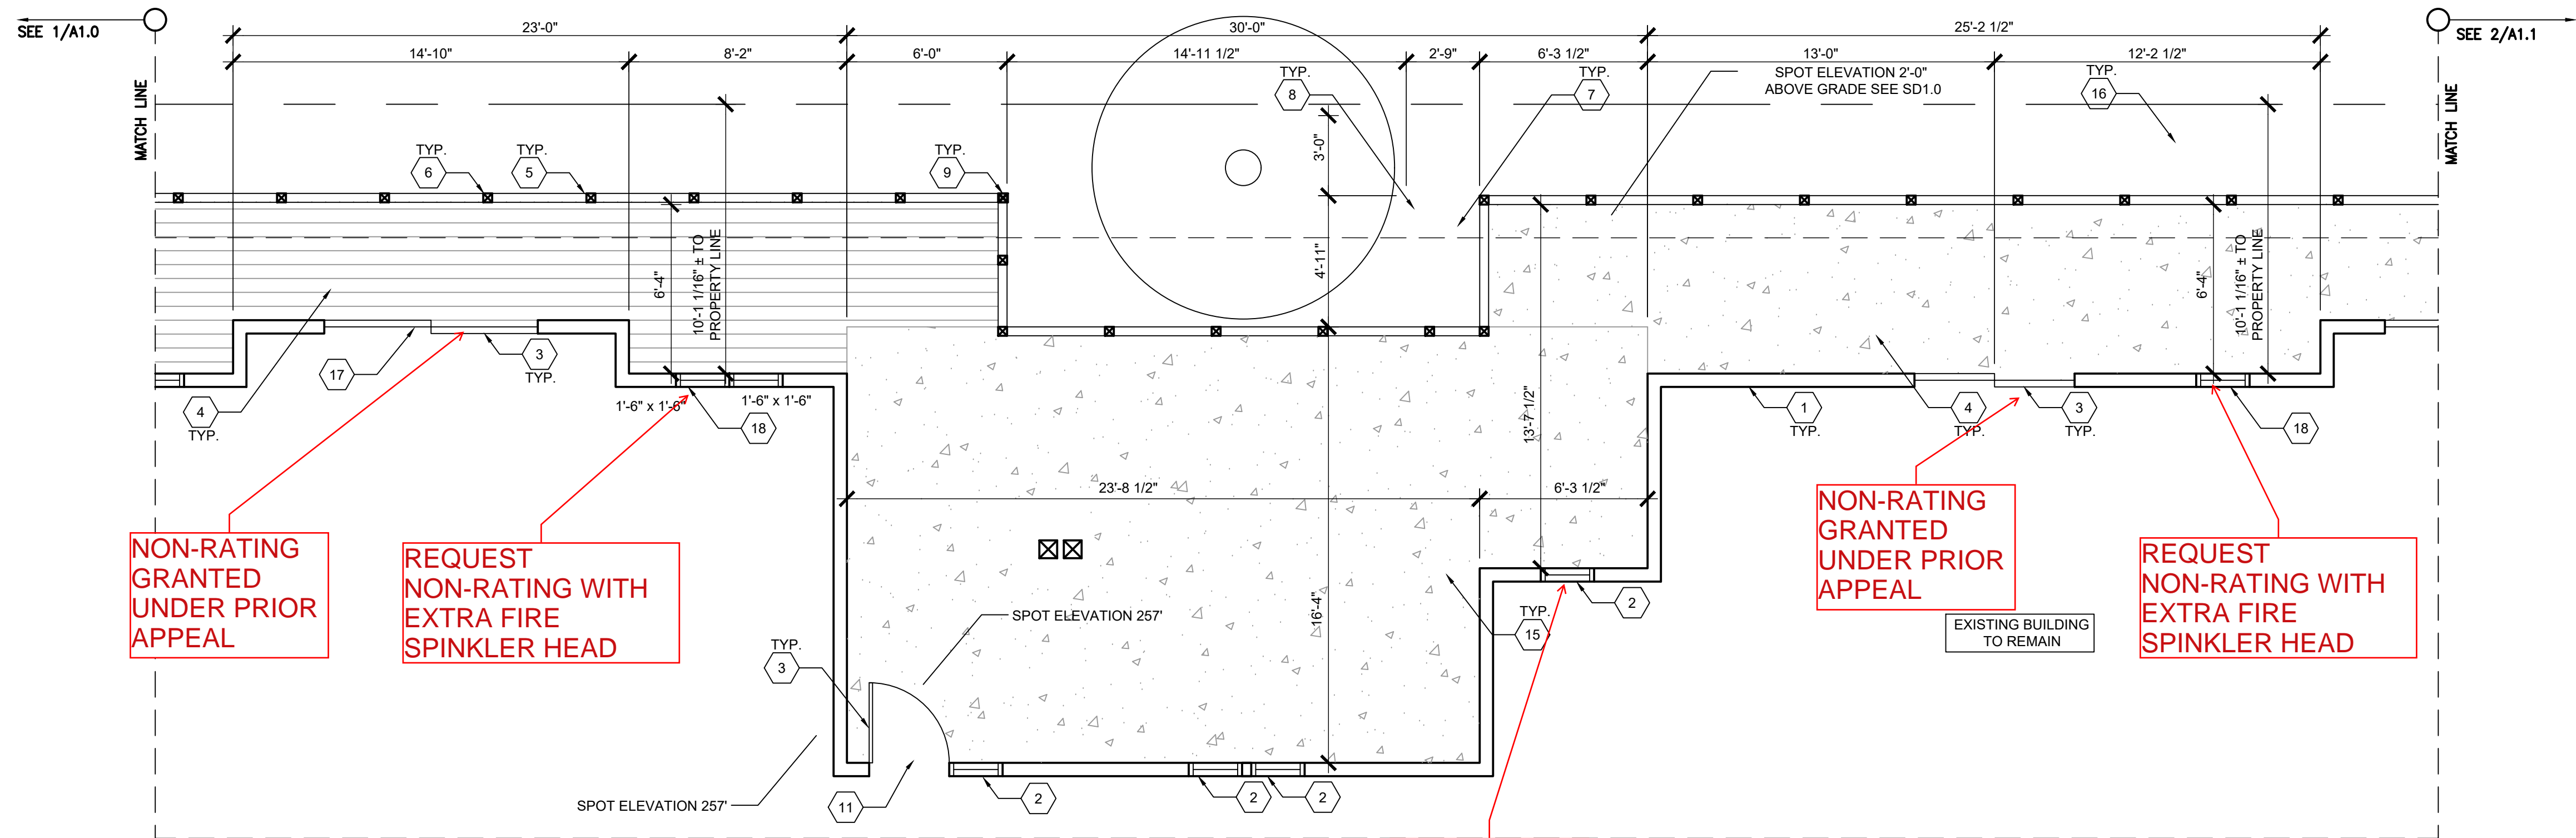 SEE 1/A1.0
23'-0"
30'-0"
25'-2 1/2"
SEE 2/A1.1
14'-10"
8'-2"
6'-0"
14'-11 1/2"
2'-9"
6'-3 1/2"
13'-0"
12'-2 1/2"
MATCH LINE
MATCH LINE
TYP.
8
TYP.
7
SPOT ELEVATION 2'-0"
ABOVE GRADE SEE SD1.0
TYP.
16
TYP.
6
TYP.
5
TYP.
9
3'-0"
4'-11"
6'-4"
10'-1 1/16" ± TO
PROPERTY LINE
6'-4"
10'-1 1/16" ± TO
PROPERTY LINE
17
3
TYP.
4
TYP.
1'-6" x 1'-6"
1'-6" x 1'-6"
18
13'-7 1/2"
1
TYP.
4
TYP.
3
TYP.
18
23'-8 1/2"
6'-3 1/2"
NON-RATING
GRANTED
UNDER PRIOR
APPEAL
REQUEST
NON-RATING WITH
EXTRA FIRE
SPINKLER HEAD
NON-RATING
GRANTED
UNDER PRIOR
APPEAL
REQUEST
NON-RATING WITH
EXTRA FIRE
SPINKLER HEAD
EXISTING BUILDING
TO REMAIN
SPOT ELEVATION 257'
16'-4"
TYP.
15
2
TYP.
3
SPOT ELEVATION 257'
11
2
2
2